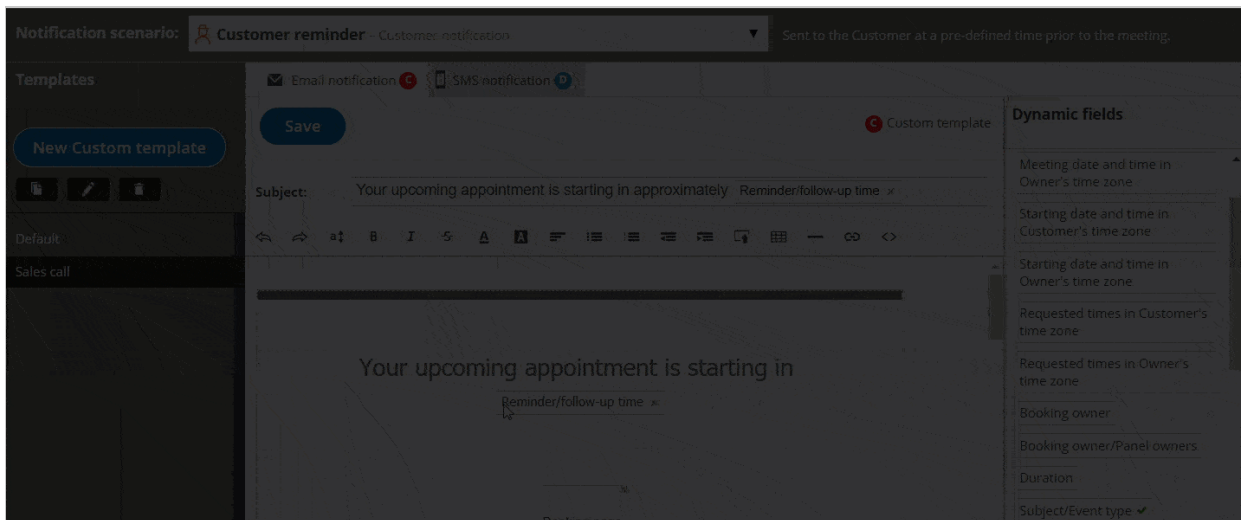 Notification scenario: Customer reminder - Customer notification Sent to the Customer at a pre-defined time prior to the meeting.
Templates
Email notification C SMS notification D
New Custom template
Save
C Custom template
Dynamic fields
Subject: Your upcoming appointment is starting in approximately Reminder/follow-up time ×
Default
Sales call
Your upcoming appointment is starting in
Reminder/follow-up time ×
Meeting date and time in
Owner's time zone
Starting date and time in
Customer's time zone
Starting date and time in
Owner's time zone
Requested times in Customer's
time zone
Requested times in Owner's
time zone
Booking owner
Booking owner/Panel owners
Duration
Subject/Event type ✔